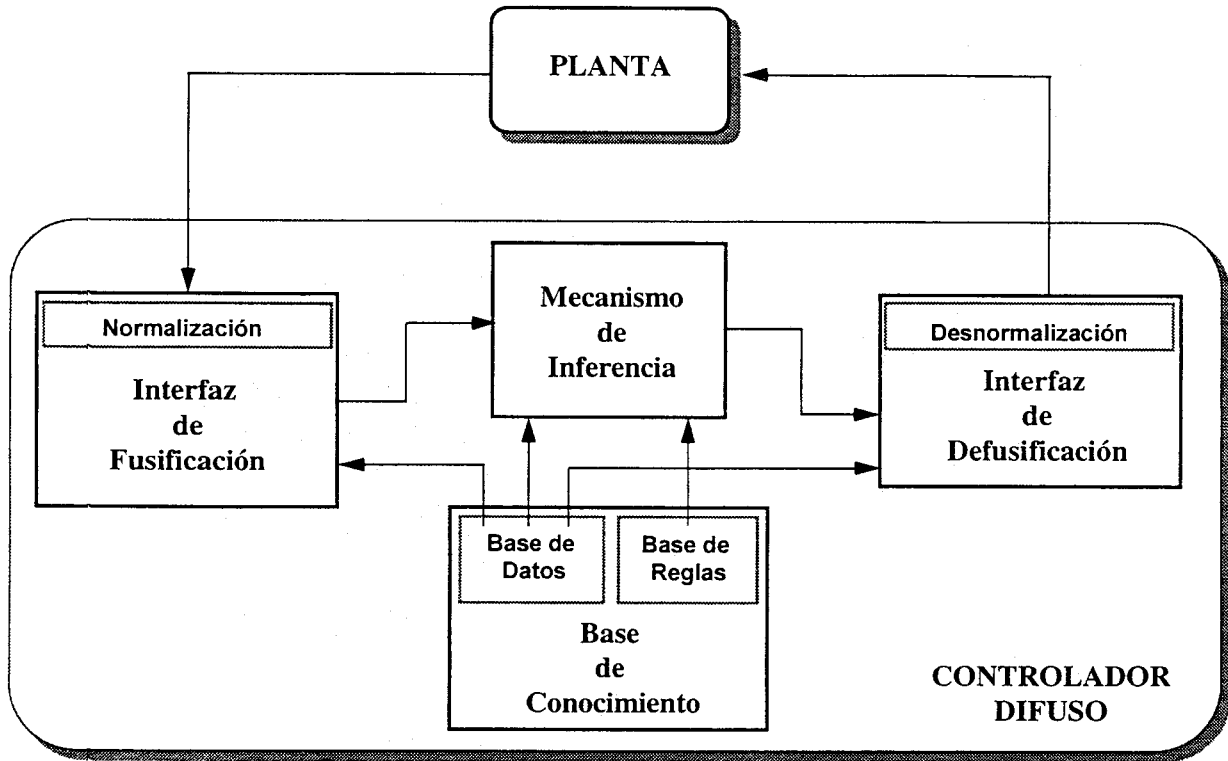 PLANTA
Normalización
Interfaz
de
Fusificación
Mecanismo
de
Inferencia
Desnormalización
Interfaz
de
Defusificación
Base de
Datos
Base de
Reglas
Base
de
Conocimiento
CONTROLADOR
DIFUSO